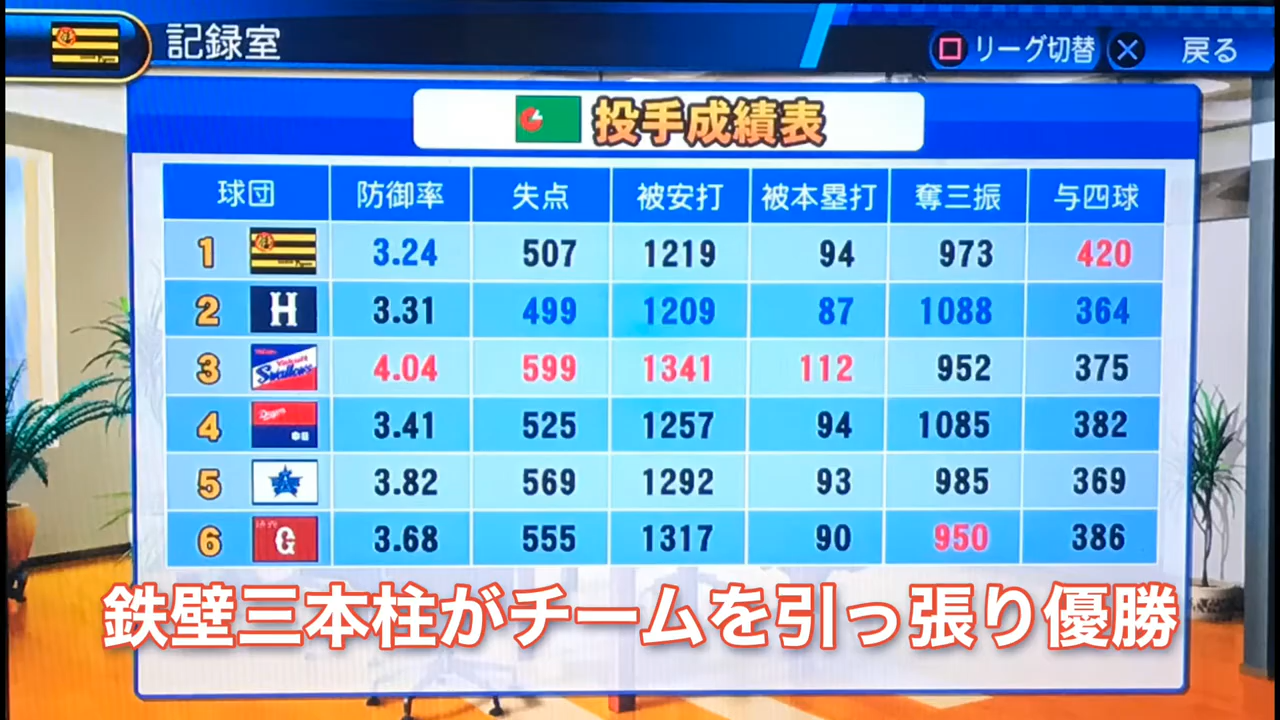 記録室
リーグ切替 戻る
投手成績表
球団 防御率 失点 被安打 被本塁打 奪三振 与四球
1 3.24 507 1219 94 973 420
2 H 3.31 499 1209 87 1088 364
3 Swallows 4.04 599 1341 112 952 375
4 Dragons 3.41 525 1257 94 1085 382
5 3.82 569 1292 93 985 369
6 G 3.68 555 1317 90 950 386
鉄壁三本柱がチームを引っ張り優勝